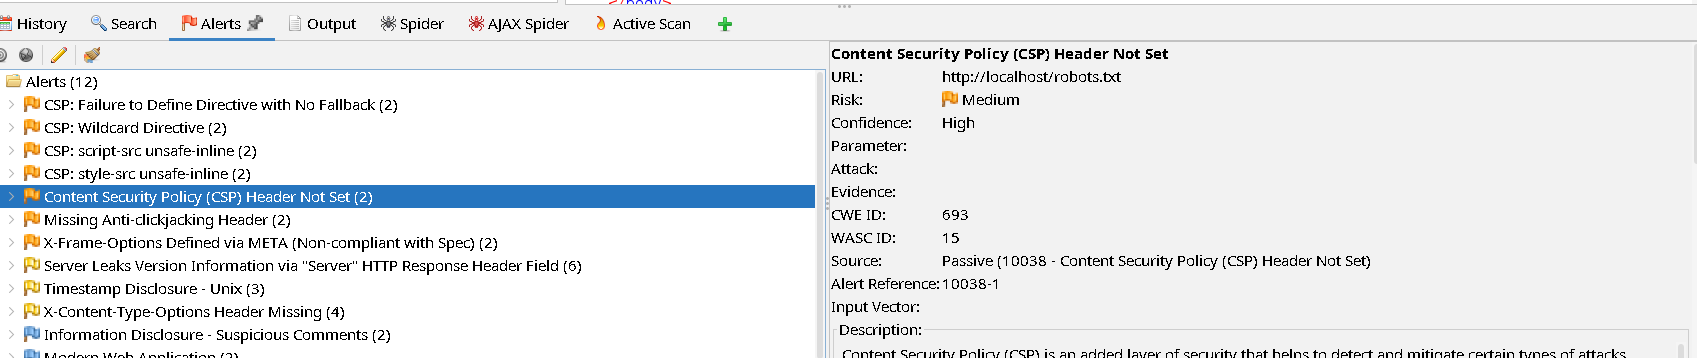 </body>
History Search Alerts Output Spider AJAX Spider Active Scan
Alerts (12)
CSP: Failure to Define Directive with No Fallback (2)
CSP: Wildcard Directive (2)
CSP: script-src unsafe-inline (2)
CSP: style-src unsafe-inline (2)
Content Security Policy (CSP) Header Not Set (2)
Missing Anti-clickjacking Header (2)
X-Frame-Options Defined via META (Non-compliant with Spec) (2)
Server Leaks Version Information via "Server" HTTP Response Header Field (6)
Timestamp Disclosure - Unix (3)
X-Content-Type-Options Header Missing (4)
Information Disclosure - Suspicious Comments (2)
Modern Web Application (2)
Content Security Policy (CSP) Header Not Set
URL: http://localhost/robots.txt
Risk: Medium
Confidence: High
Parameter:
Attack:
Evidence:
CWE ID: 693
WASC ID: 15
Source: Passive (10038 - Content Security Policy (CSP) Header Not Set)
Alert Reference: 10038-1
Input Vector:
Description:
Content Security Policy (CSP) is an added layer of security that helps to detect and mitigate certain types of attacks